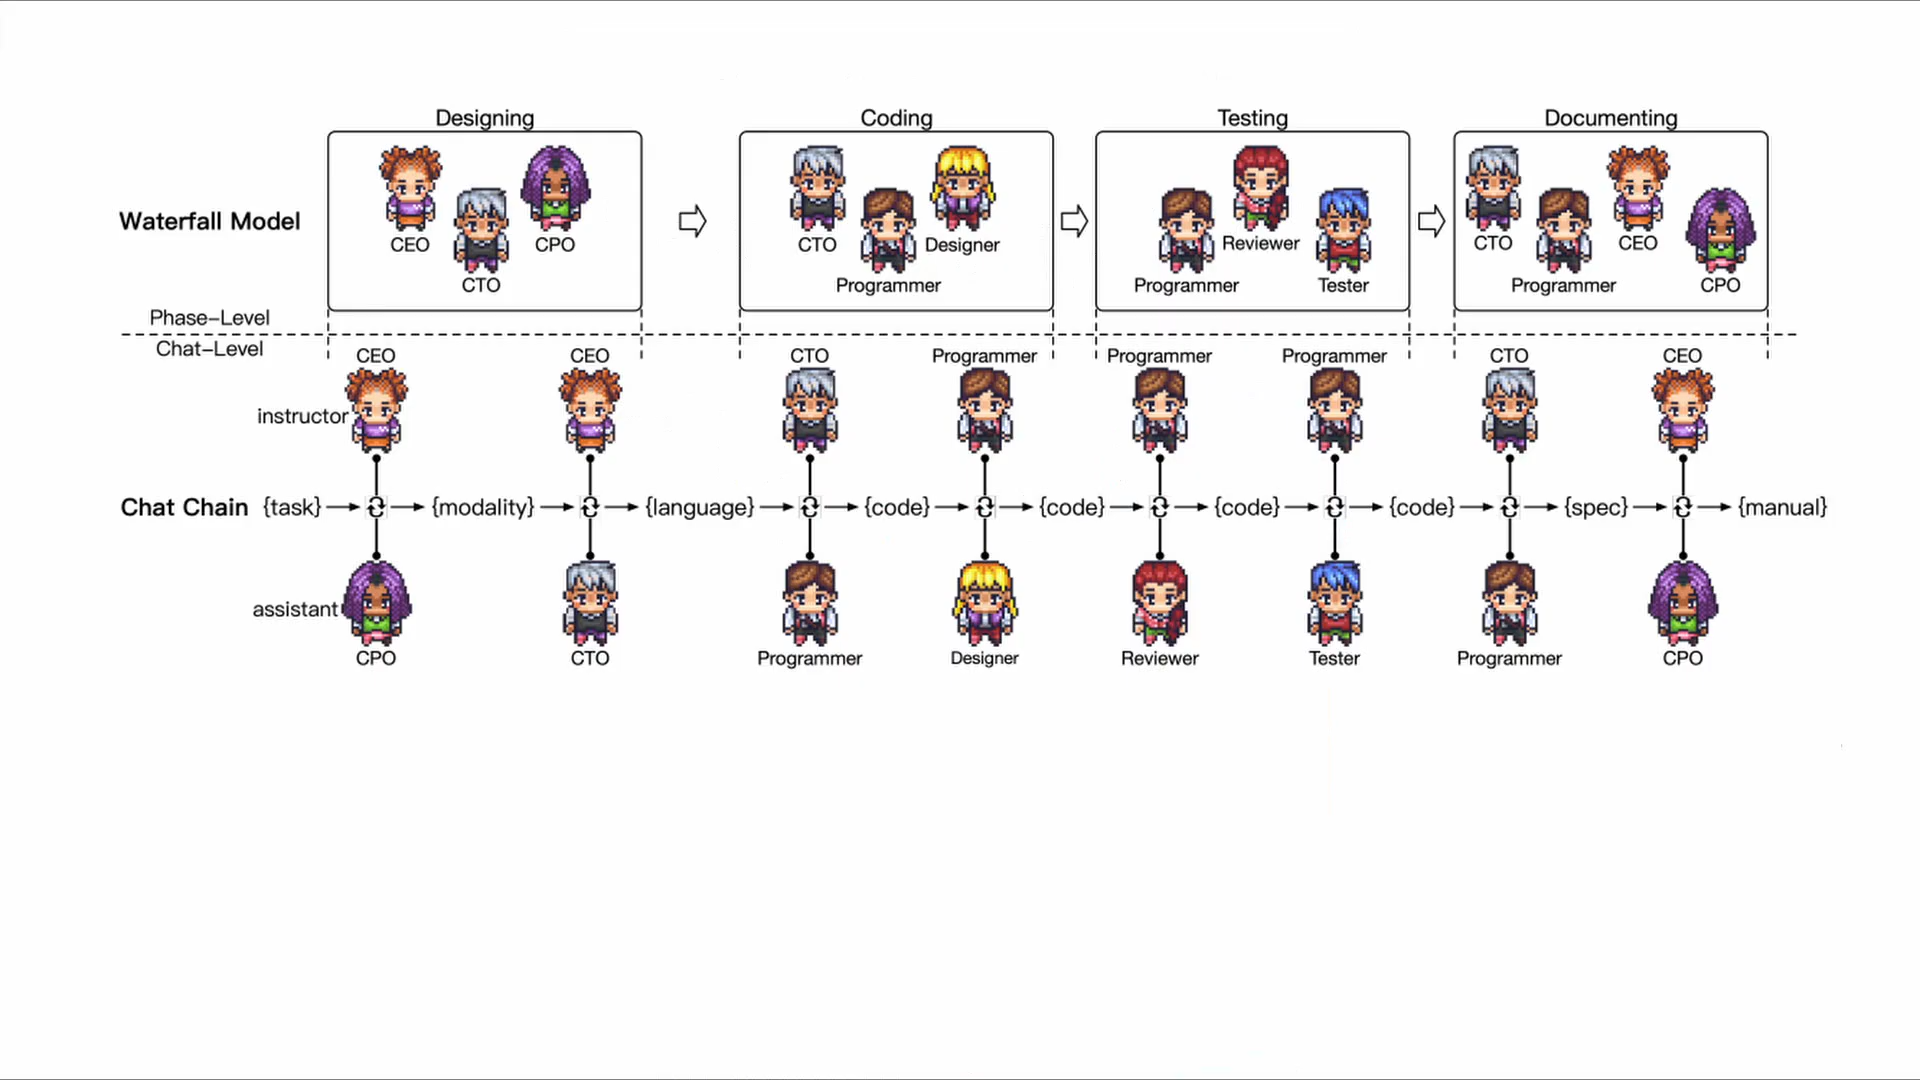 Designing
Coding
Testing
Documenting
Waterfall Model
CEO
CPO
CTO
CTO
Designer
Programmer
Reviewer
Programmer
Tester
CTO
CEO
Programmer
CPO
Phase-Level
Chat-Level
CEO
CEO
CTO
Programmer
Programmer
Programmer
CTO
CEO
instructor
Chat Chain {task} {modality} {language} {code} {code} {code} {code} {spec} {manual}
assistant
CPO
CTO
Programmer
Designer
Reviewer
Tester
Programmer
CPO